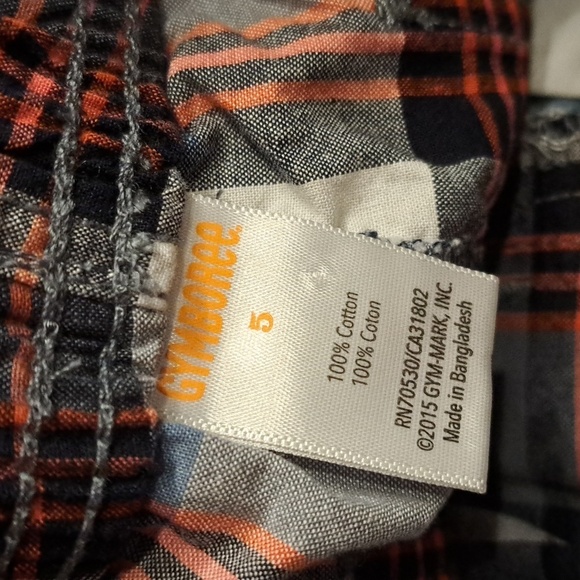 GYMBOREE.
5
100% Cotton
100% Coton
RN70530/CA31802
©2015 GYM-MARK, INC.
Made in Bangladesh